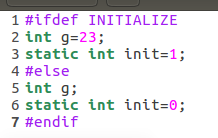 1 #ifdef INITIALIZE
2 int g=23;
3 static int init=1;
4 #else
5 int g;
6 static int init=0;
7 #endif